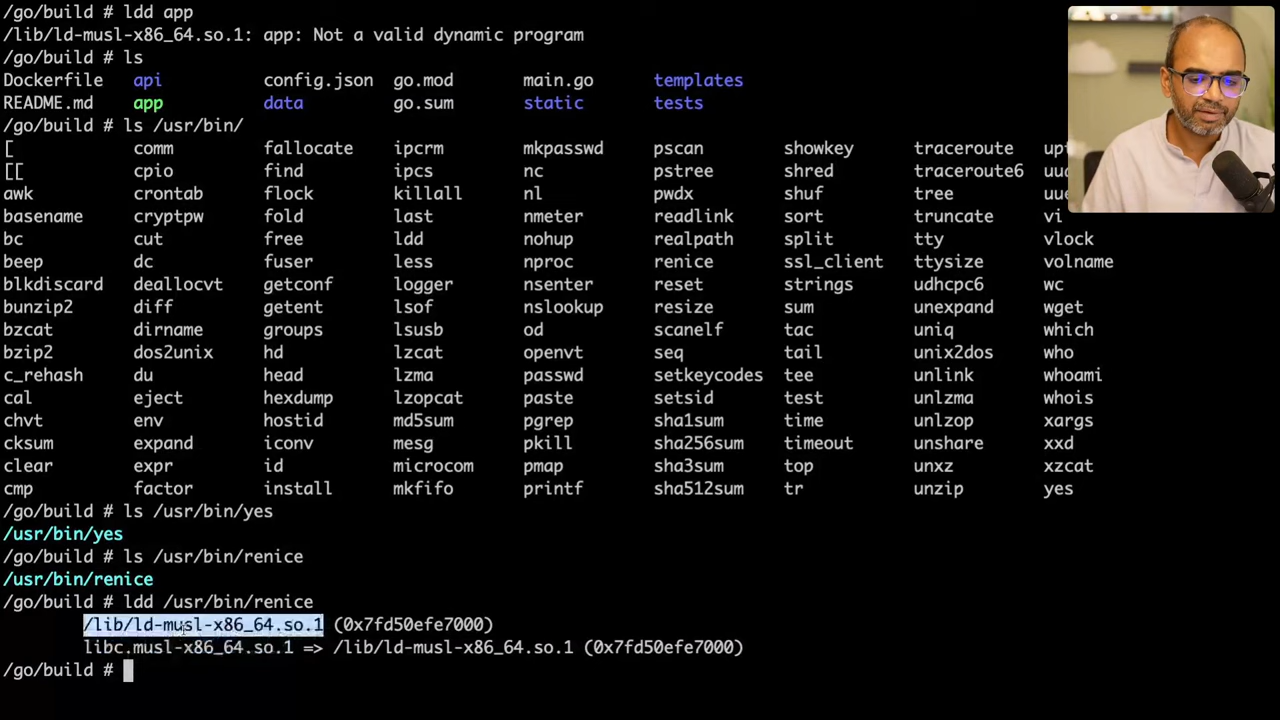 /go/build # ldd app
/lib/ld-musl-x86_64.so.1: app: Not a valid dynamic program
/go/build # ls
Dockerfile api config.json go.mod main.go templates
README.md app data go.sum static tests
/go/build # ls /usr/bin/
[ comm fallocate ipcrm mkpasswd pscan showkey traceroute
[[ cpio find ipcs nc pstree shred traceroute6
awk crontab flock killall nl pwdx shuf tree
basename cryptpw fold last nmeter readlink sort truncate vi
bc cut free ldd nohup realpath split tty vlock
beep dc fuser less nproc renice ssl_client ttysize volname
blkdiscard deallocvt getconf logger nsenter reset strings udhcpc6 wc
bunzip2 diff getent lsof nslookup resize sum unexpand wget
bzcat dirname groups lsusb od scanelf tac uniq which
bzip2 dos2unix hd lzcat openvt seq tail unix2dos who
c_rehash du head lzma passwd setkeycodes tee unlink whoami
cal eject hexdump lzopcat paste setsid test unlzma whois
chvt env hostid md5sum pgrep sha1sum time unlzop xargs
cksum expand iconv mesg pkill sha256sum timeout unshare xxd
clear expr id microcom pmap sha3sum top unxz xzcat
cmp factor install mkfifo printf sha512sum tr unzip yes
/go/build # ls /usr/bin/yes
/usr/bin/yes
/go/build # ls /usr/bin/renice
/usr/bin/renice
/go/build # ldd /usr/bin/renice
/lib/ld-musl-x86_64.so.1 (0x7fd50efe7000)
libc.musl-x86_64.so.1 => /lib/ld-musl-x86_64.so.1 (0x7fd50efe7000)
/go/build #